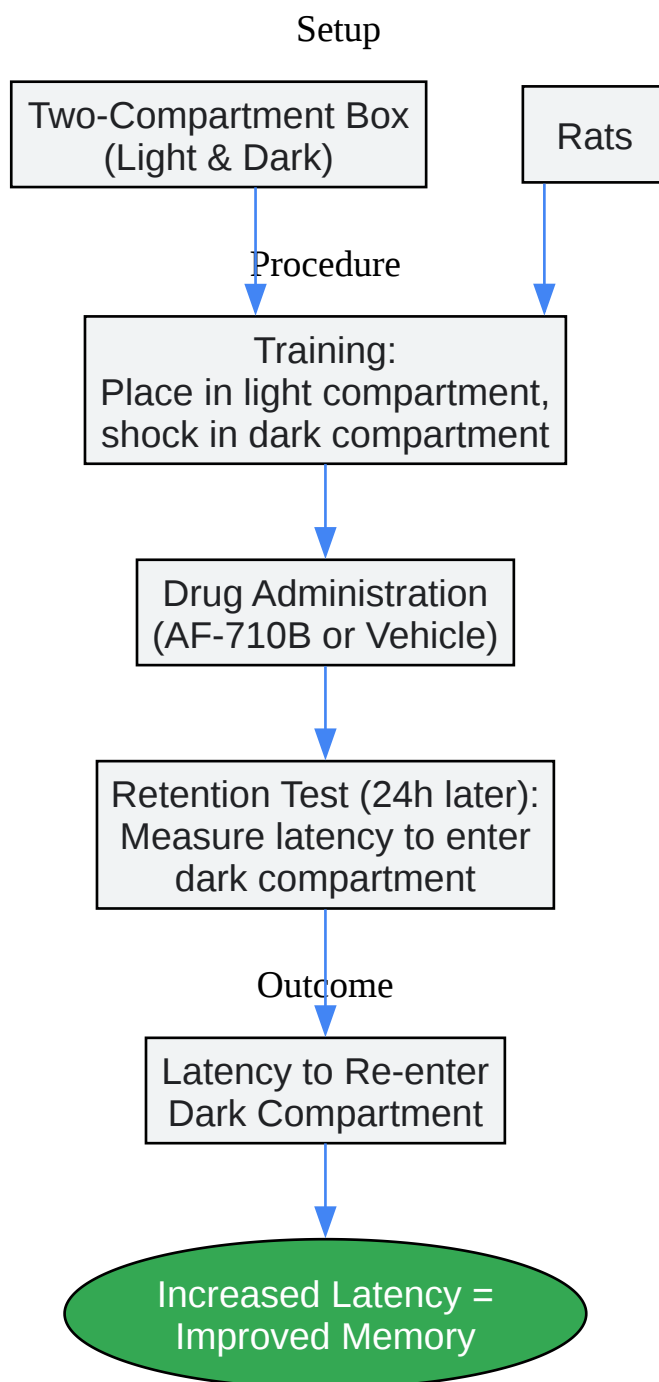 Setup
Two-Compartment Box
(Light & Dark)
Rats
Procedure
Training:
Place in light compartment,
shock in dark compartment
Drug Administration
(AF-710B or Vehicle)
Retention Test (24h later):
Measure latency to enter
dark compartment
Outcome
Latency to Re-enter
Dark Compartment
Increased Latency =
Improved Memory